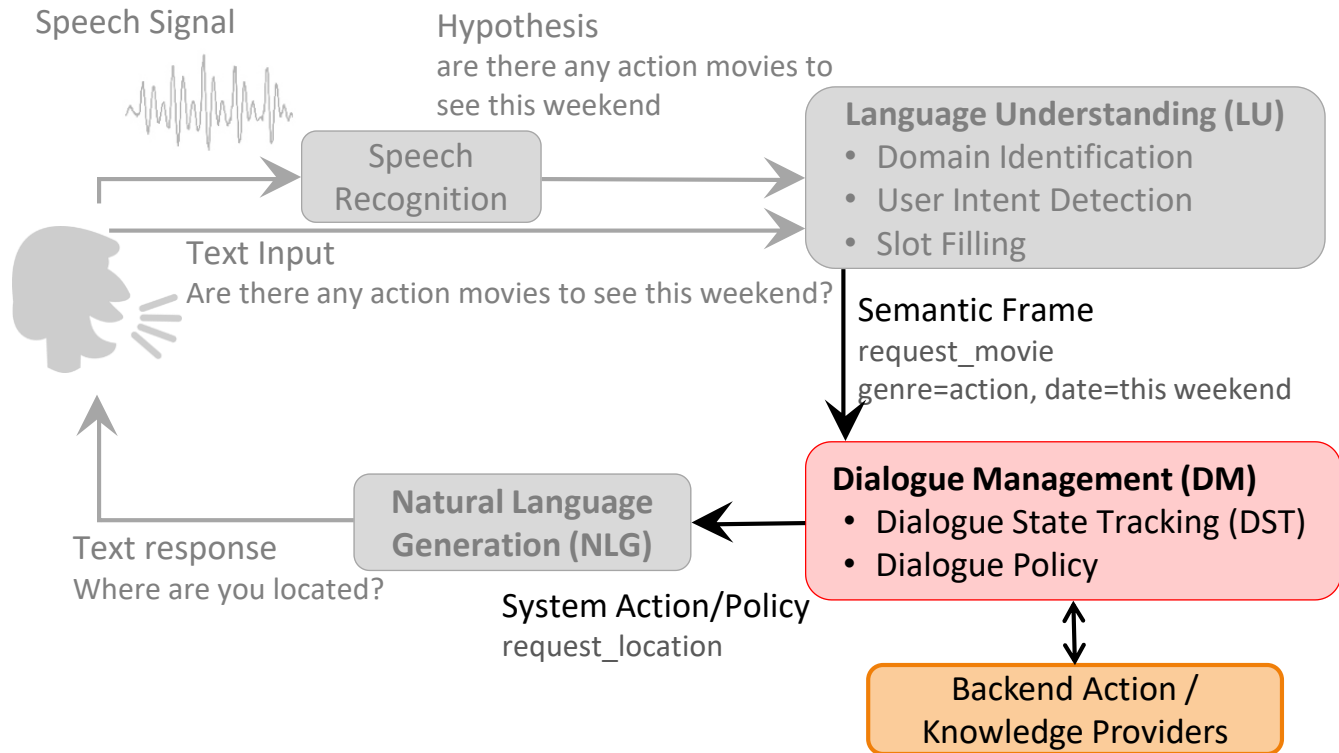 Speech Signal
Hypothesis
are there any action movies to
see this weekend
Speech
Recognition
Language Understanding (LU)
• Domain Identification
• User Intent Detection
• Slot Filling
Text Input
Are there any action movies to see this weekend?
Semantic Frame
request_movie
genre=action, date=this weekend
Dialogue Management (DM)
• Dialogue State Tracking (DST)
• Dialogue Policy
Natural Language
Generation (NLG)
Text response
Where are you located?
System Action/Policy
request_location
Backend Action /
Knowledge Providers